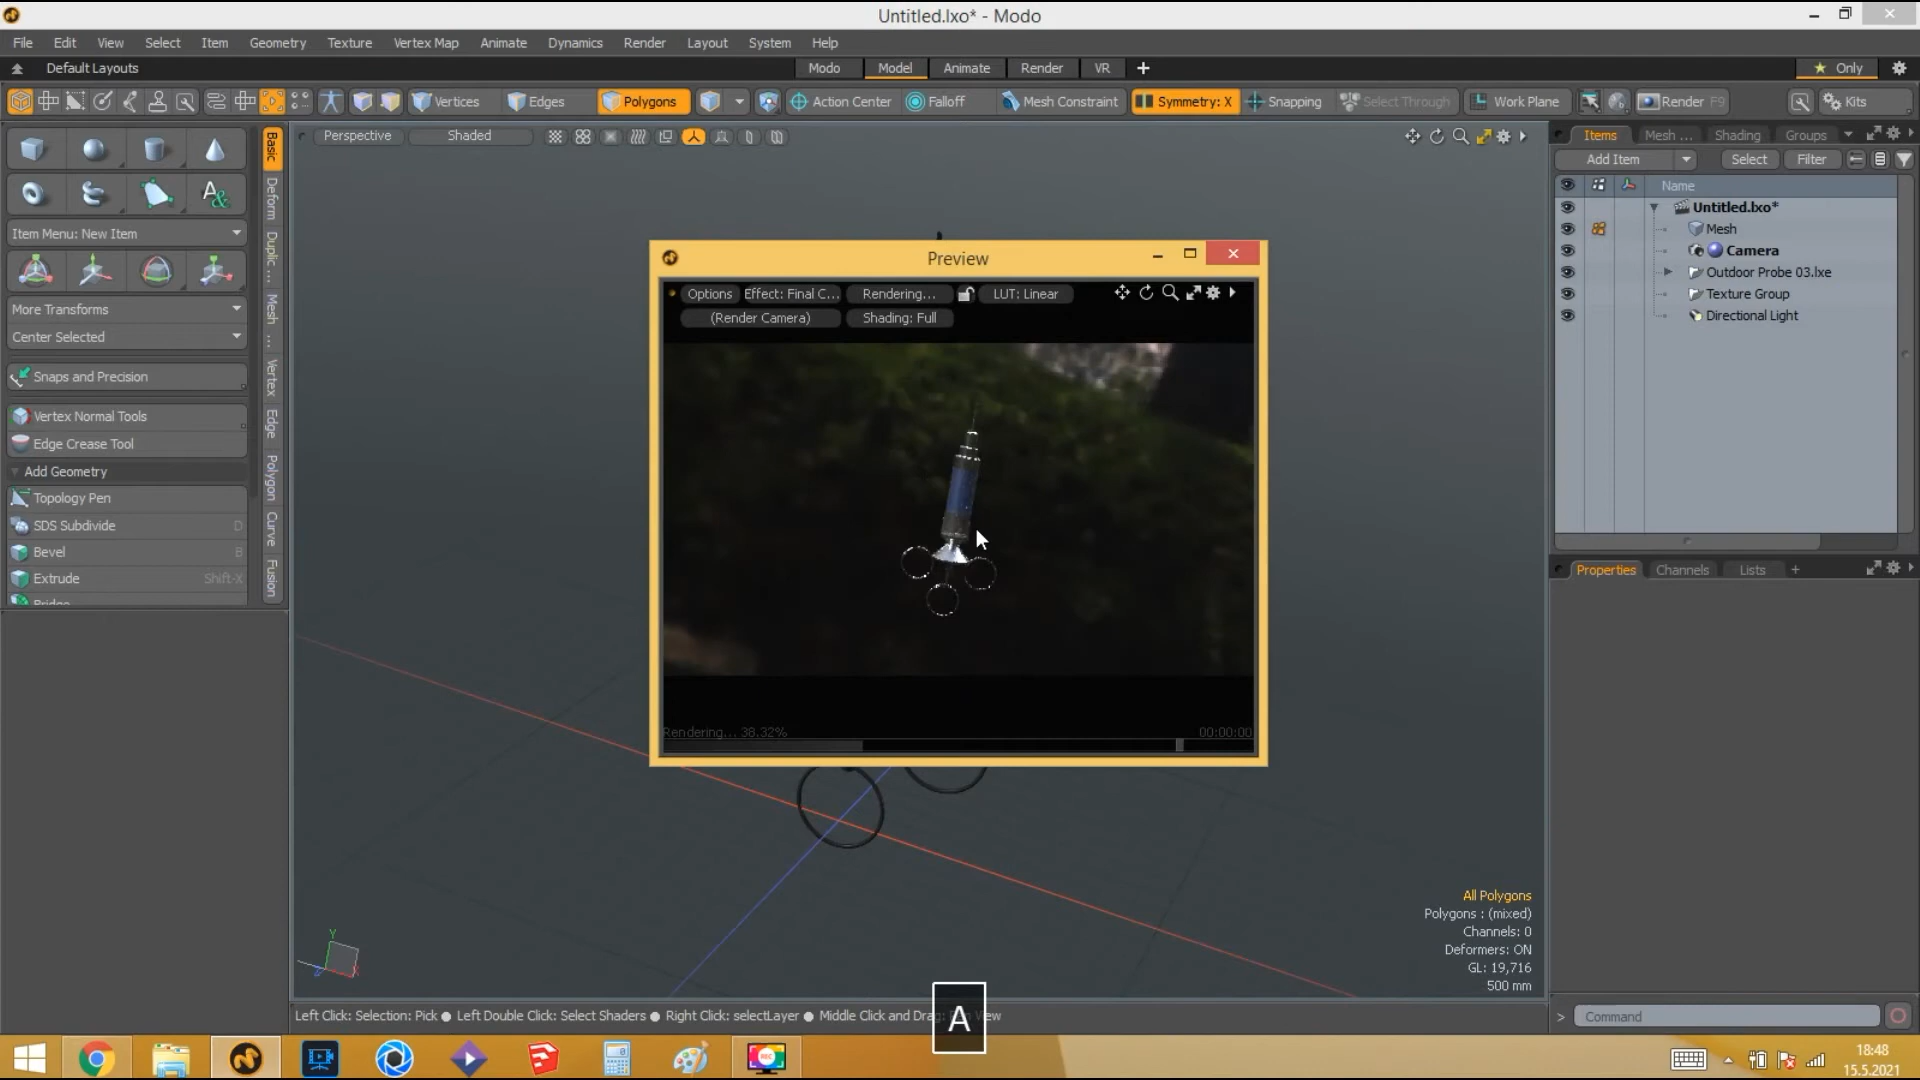 Untitled.lxo* - Modo
File Edit View Select Item Geometry Texture Vertex Map Animate Dynamics Render Layout System Help
Default Layouts Modo Model Animate Render VR + Only
Vertices Edges Polygons Action Center Falloff Mesh Constraint Symmetry: X Snapping Select Through Work Plane Render F9 Kits
Perspective Shaded
Items Mesh ... Shading Groups
Add Item Select Filter
Name
Untitled.lxo*
Mesh
Camera
Outdoor Probe 03.lxe
Texture Group
Directional Light
Basic
Deform
Duplic ...
Mesh ...
Vertex
Edge
Polygon
Curve
Fusion
A&
Item Menu: New Item
More Transforms
Center Selected
Snaps and Precision
Vertex Normal Tools
Edge Crease Tool
Add Geometry
Topology Pen
SDS Subdivide D
Bevel B
Extrude Shift-X
Preview
Options Effect: Final C... Rendering... LUT: Linear
(Render Camera) Shading: Full
Rendering... 38.32% 00:00:00
Properties Channels Lists +
All Polygons
Polygons : (mixed)
Channels: 0
Deformers: ON
GL: 19,716
500 mm
Y
Left Click: Selection: Pick ● Left Double Click: Select Shaders ● Right Click: selectLayer ● Middle Click and Drag: View
A
> Command
REC
18:48
15.5.2021